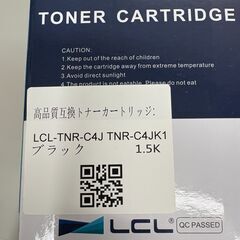 TONER CARTRIDGE
CAUTION:
1.Keep out of the reach of children
2.Keep the cartridge away from extreme temperature
3.Avoid direct sunlight
4.The product is not eatable, please do not eat
高品質互換トナーカートリッジ:
LCL-TNR-C4J TNR-C4JK1
ブラック 1.5K
LCL
QC PASSED